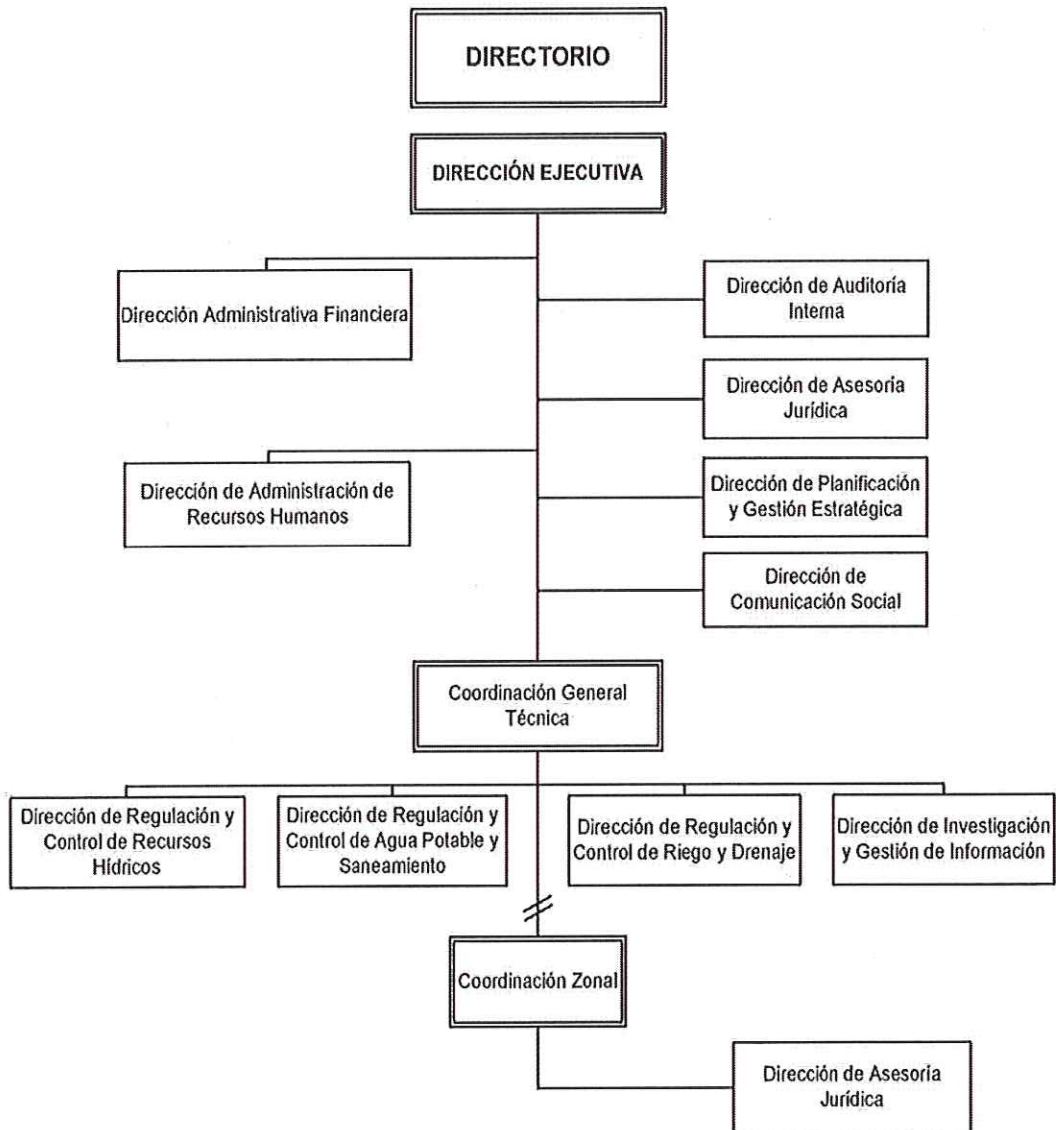 DIRECTORIO
DIRECCIÓN EJECUTIVA
Dirección Administrativa Financiera
Dirección de Auditoría
Interna
Dirección de Asesoría
Jurídica
Dirección de Administración de
Recursos Humanos
Dirección de Planificación
y Gestión Estratégica
Dirección de
Comunicación Social
Coordinación General
Técnica
Dirección de Regulación y
Control de Recursos
Hídricos
Dirección de Regulación y
Control de Agua Potable y
Saneamiento
Dirección de Regulación y
Control de Riego y Drenaje
Dirección de Investigación
y Gestión de Información
Coordinación Zonal
Dirección de Asesoría
Jurídica